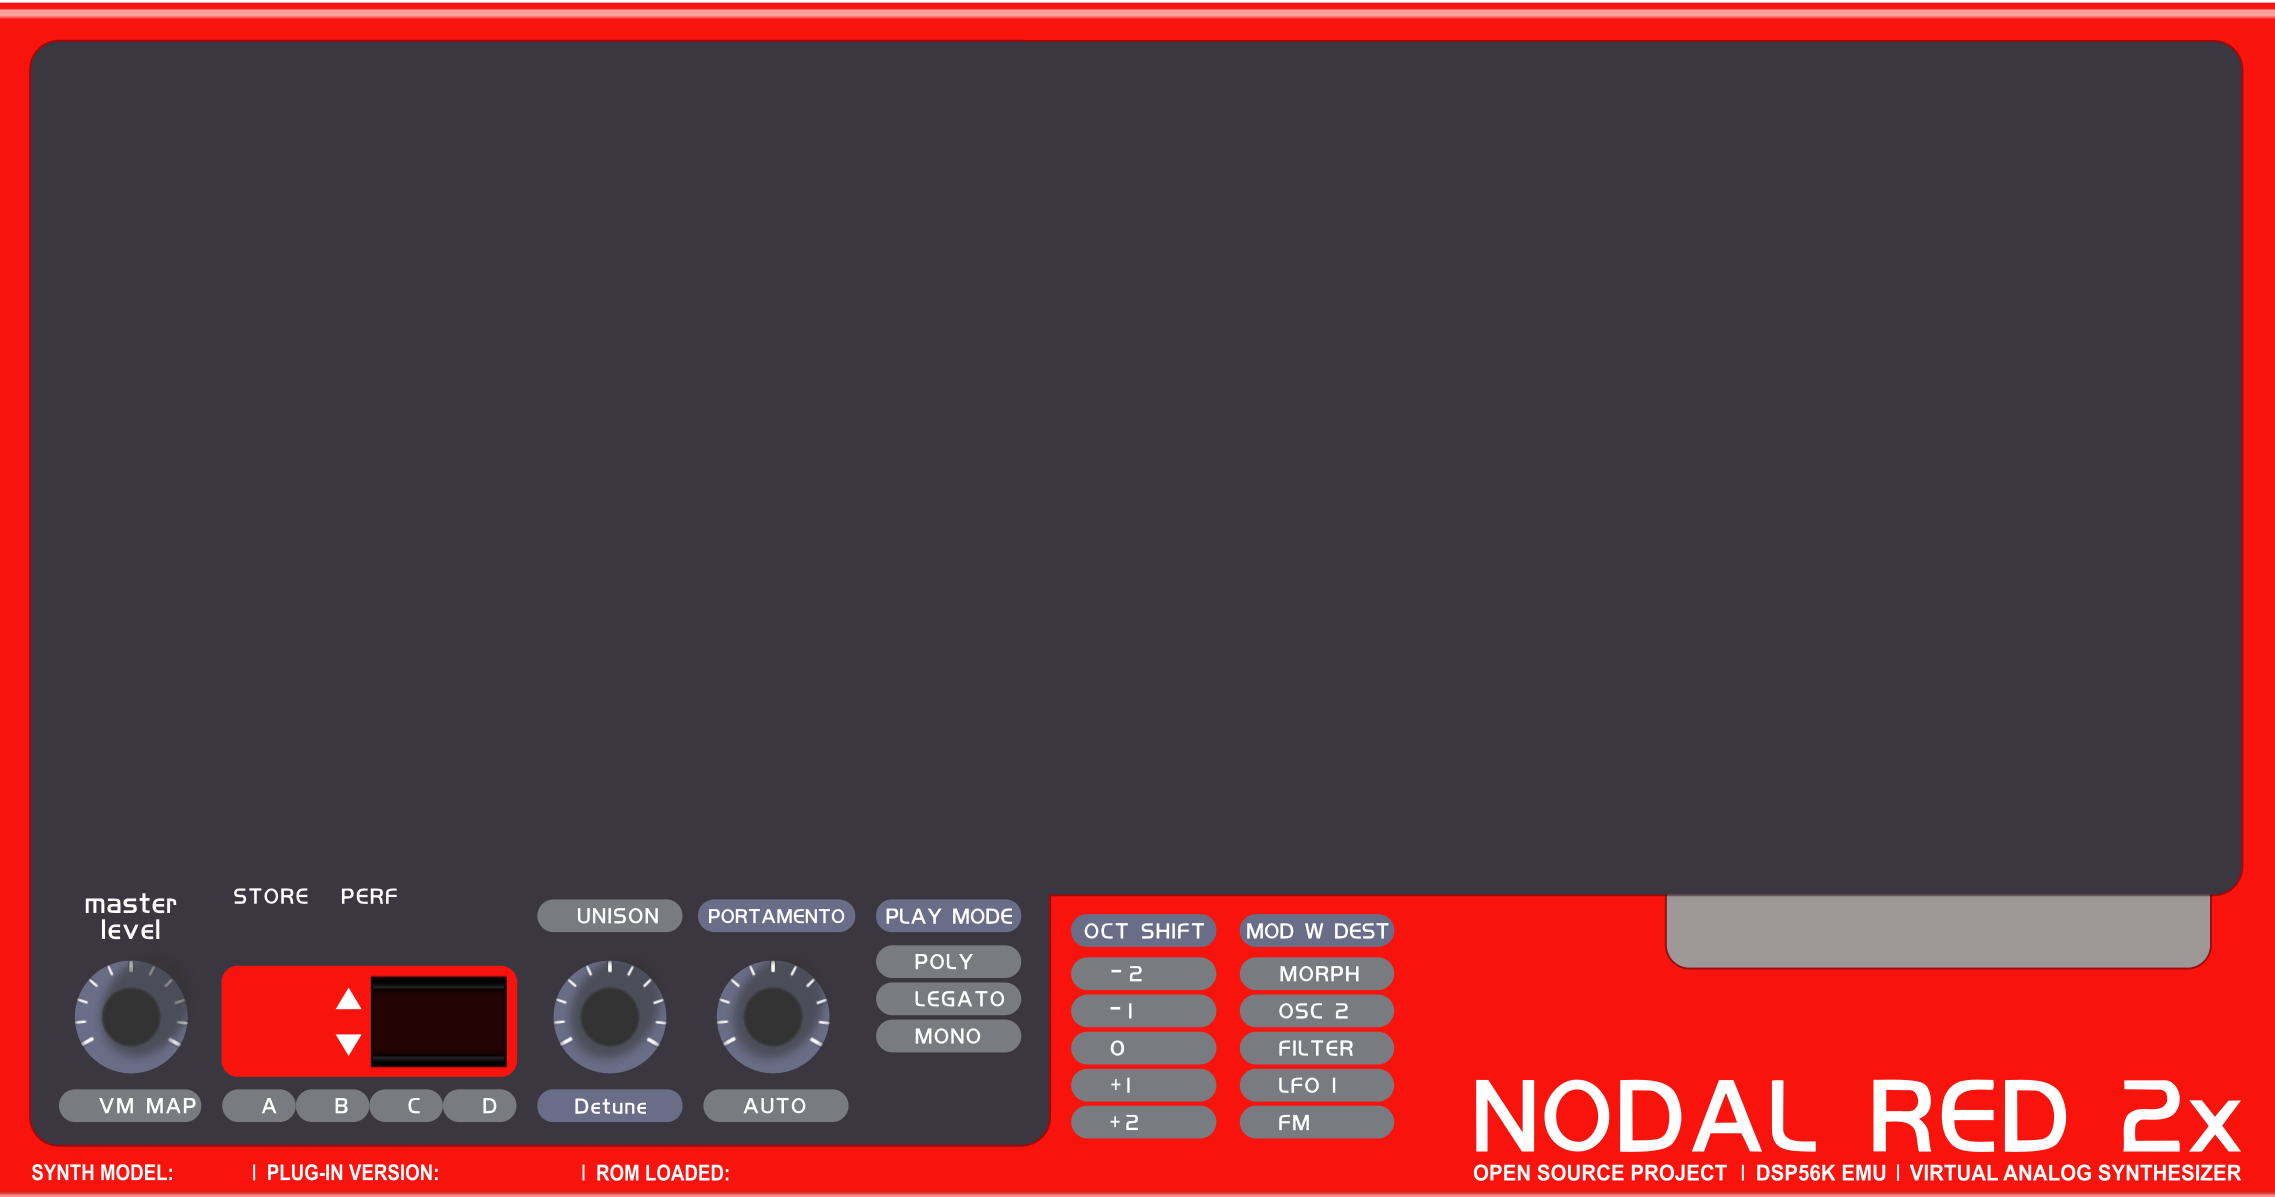 STORE PERF
master
level
UNISON
PORTAMENTO
PLAY MODE
POLY
LEGATO
MONO
VM MAP
A B C D
Detune
AUTO
OCT SHIFT
-2
-1
0
+1
+2
MOD W DEST
MORPH
OSC 2
FILTER
LFO 1
FM
NODAL RED 2x
SYNTH MODEL: | PLUG-IN VERSION: | ROM LOADED:
OPEN SOURCE PROJECT | DSP56K EMU | VIRTUAL ANALOG SYNTHESIZER